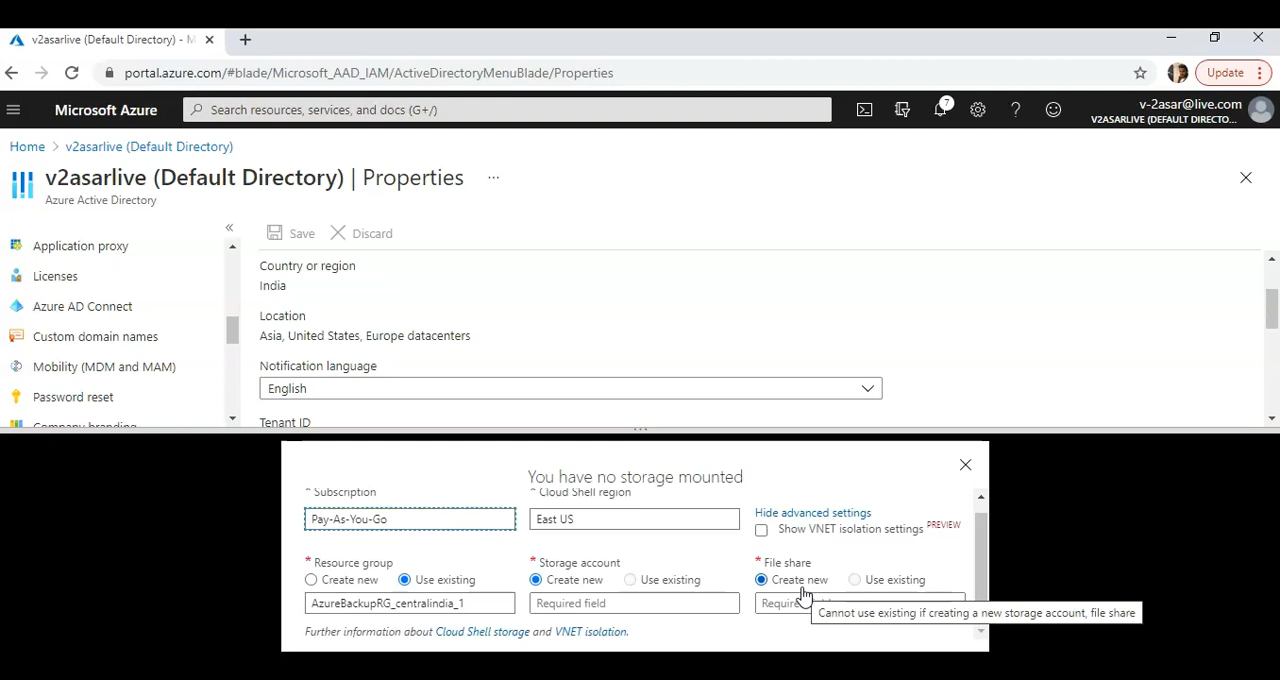 v2asarlive (Default Directory) - M
portal.azure.com/#blade/Microsoft_AAD_IAM/ActiveDirectoryMenuBlade/Properties
Update
Microsoft Azure
Search resources, services, and docs (G+/)
7
v-2asar@live.com
V2ASARLIVE (DEFAULT DIRECTO...
Home > v2asarlive (Default Directory)
v2asarlive (Default Directory) | Properties ...
Azure Active Directory
«
Save
Discard
Application proxy
Licenses
Azure AD Connect
Custom domain names
Mobility (MDM and MAM)
Password reset
Company branding
Country or region
India
Location
Asia, United States, Europe datacenters
Notification language
English
Tenant ID
You have no storage mounted
* Subscription
* Cloud Shell region
Pay-As-You-Go
East US
Hide advanced settings
Show VNET isolation settings PREVIEW
* Resource group
* Storage account
* File share
Create new
Use existing
Create new
Use existing
Create new
Use existing
AzureBackupRG_centralindia_1
Required field
Cannot use existing if creating a new storage account, file share
Further information about Cloud Shell storage and VNET isolation.